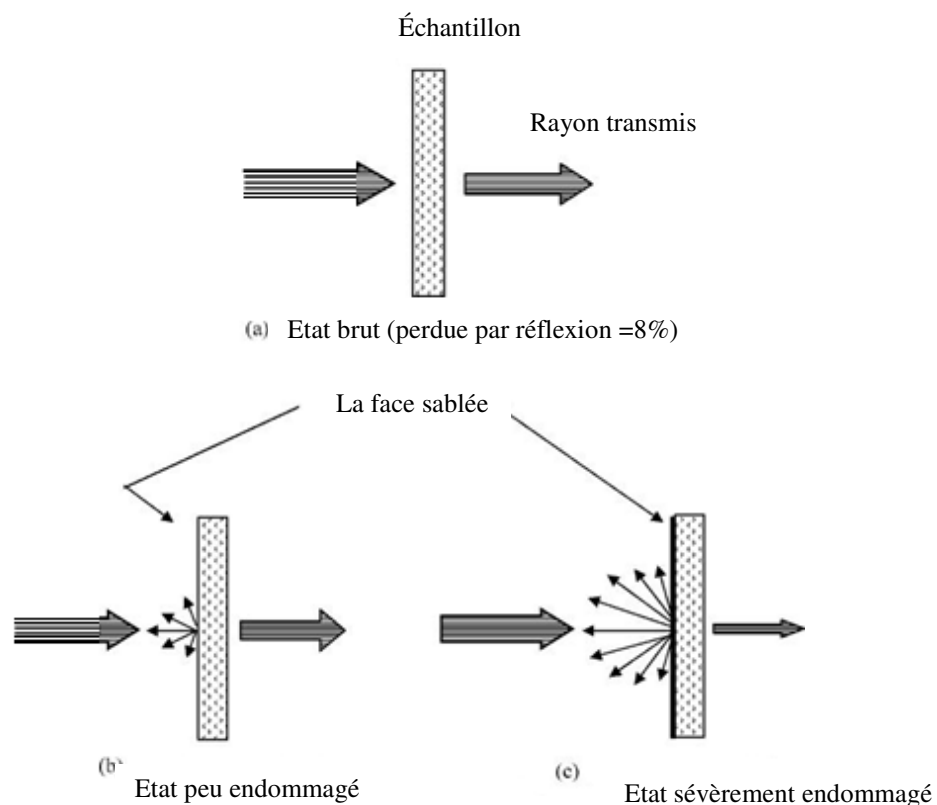 Échantillon
Rayon transmis
(a) Etat brut (perdue par réflexion =8%)
La face sablée
(b)
Etat peu endommagé
(c)
Etat sévèrement endommagé